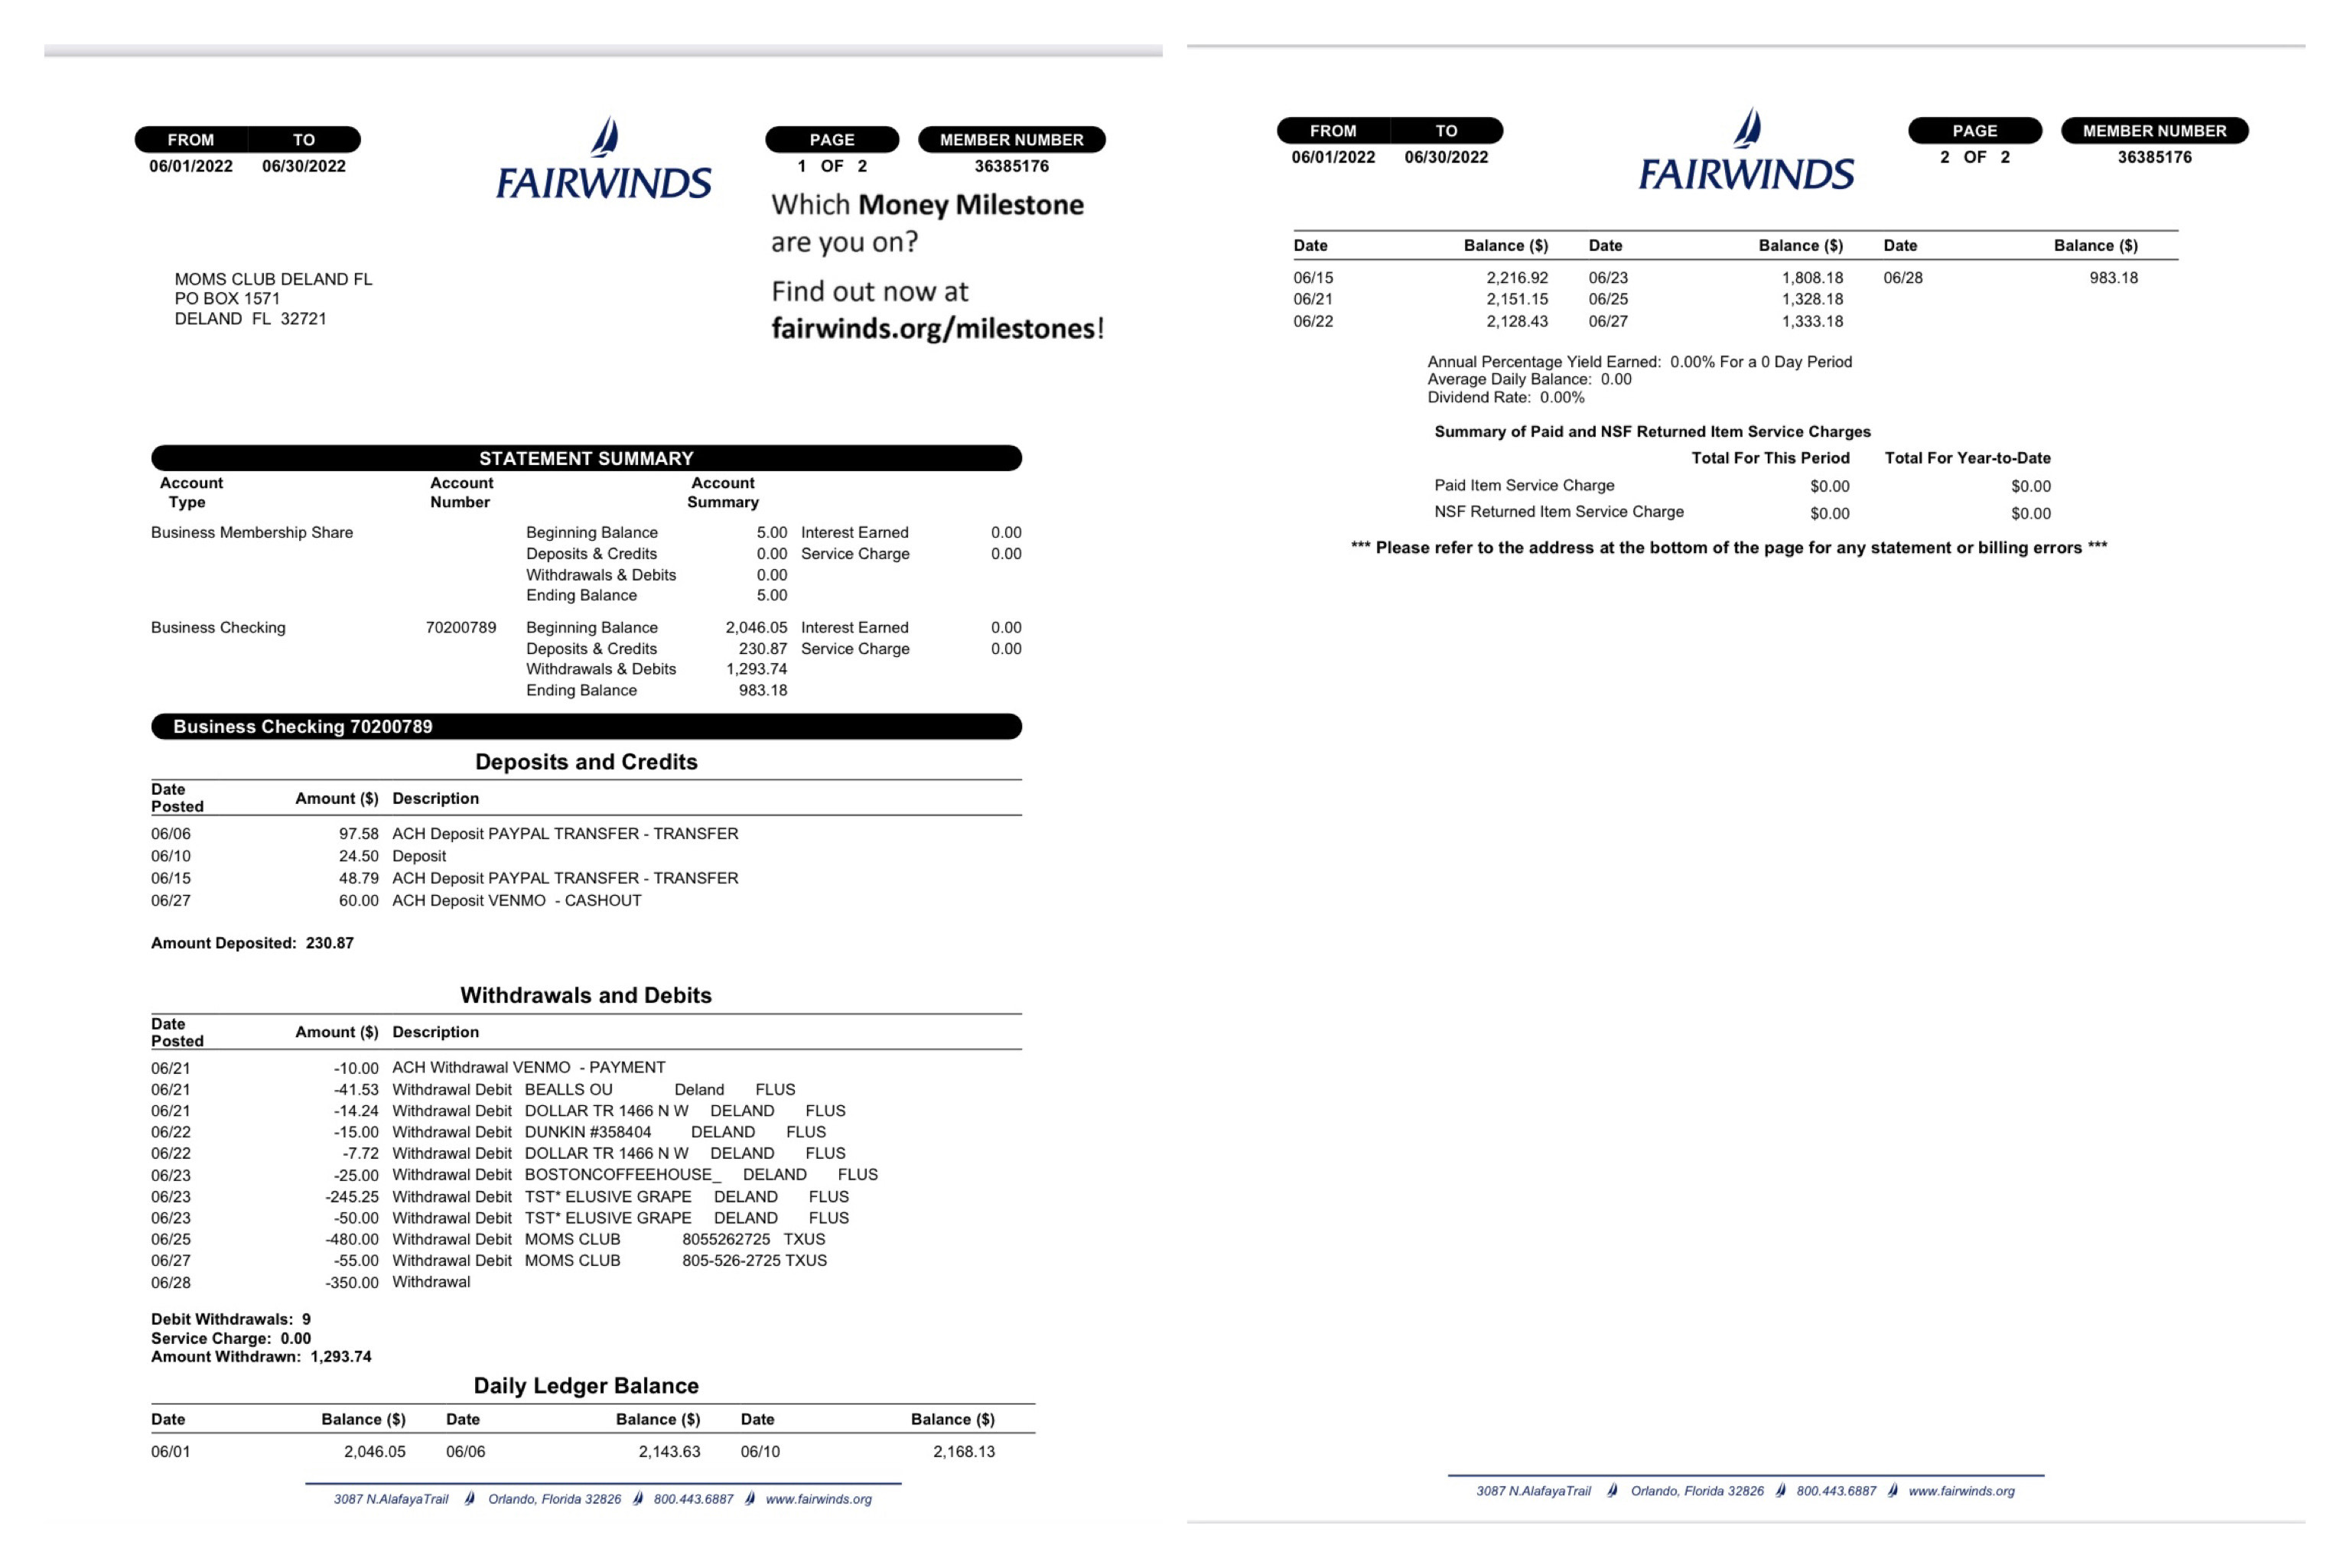 FROM TO PAGE MEMBER NUMBER
06/01/2022 06/30/2022 1 OF 2 36385176
FAIRWINDS
Which Money Milestone
are you on?
Find out now at
fairwinds.org/milestones!
MOMS CLUB DELAND FL
PO BOX 1571
DELAND FL 32721
STATEMENT SUMMARY
Account Account Account
Type Number Summary
Business Membership Share Beginning Balance 5.00 Interest Earned 0.00
Deposits & Credits 0.00 Service Charge 0.00
Withdrawals & Debits 0.00
Ending Balance 5.00
Business Checking 70200789 Beginning Balance 2,046.05 Interest Earned 0.00
Deposits & Credits 230.87 Service Charge 0.00
Withdrawals & Debits 1,293.74
Ending Balance 983.18
Business Checking 70200789
Deposits and Credits
Date
Posted Amount ($) Description
06/06 97.58 ACH Deposit PAYPAL TRANSFER - TRANSFER
06/10 24.50 Deposit
06/15 48.79 ACH Deposit PAYPAL TRANSFER - TRANSFER
06/27 60.00 ACH Deposit VENMO - CASHOUT
Amount Deposited: 230.87
Withdrawals and Debits
Date
Posted Amount ($) Description
06/21 -10.00 ACH Withdrawal VENMO - PAYMENT
06/21 -41.53 Withdrawal Debit BEALLS OU Deland FLUS
06/21 -14.24 Withdrawal Debit DOLLAR TR 1466 N W DELAND FLUS
06/22 -15.00 Withdrawal Debit DUNKIN #358404 DELAND FLUS
06/22 -7.72 Withdrawal Debit DOLLAR TR 1466 N W DELAND FLUS
06/23 -25.00 Withdrawal Debit BOSTONCOFFEEHOUSE_ DELAND FLUS
06/23 -245.25 Withdrawal Debit TST* ELUSIVE GRAPE DELAND FLUS
06/23 -50.00 Withdrawal Debit TST* ELUSIVE GRAPE DELAND FLUS
06/25 -480.00 Withdrawal Debit MOMS CLUB 8055262725 TXUS
06/27 -55.00 Withdrawal Debit MOMS CLUB 805-526-2725 TXUS
06/28 -350.00 Withdrawal
Debit Withdrawals: 9
Service Charge: 0.00
Amount Withdrawn: 1,293.74
Daily Ledger Balance
Date Balance ($) Date Balance ($) Date Balance ($)
06/01 2,046.05 06/06 2,143.63 06/10 2,168.13
3087 N.AlafayaTrail Orlando, Florida 32826 800.443.6887 www.fairwinds.org
FROM TO PAGE MEMBER NUMBER
06/01/2022 06/30/2022 2 OF 2 36385176
FAIRWINDS
Date Balance ($) Date Balance ($) Date Balance ($)
06/15 2,216.92 06/23 1,808.18 06/28 983.18
06/21 2,151.15 06/25 1,328.18
06/22 2,128.43 06/27 1,333.18
Annual Percentage Yield Earned: 0.00% For a 0 Day Period
Average Daily Balance: 0.00
Dividend Rate: 0.00%
Summary of Paid and NSF Returned Item Service Charges
Total For This Period Total For Year-to-Date
Paid Item Service Charge $0.00 $0.00
NSF Returned Item Service Charge $0.00 $0.00
*** Please refer to the address at the bottom of the page for any statement or billing errors ***
3087 N.AlafayaTrail Orlando, Florida 32826 800.443.6887 www.fairwinds.org